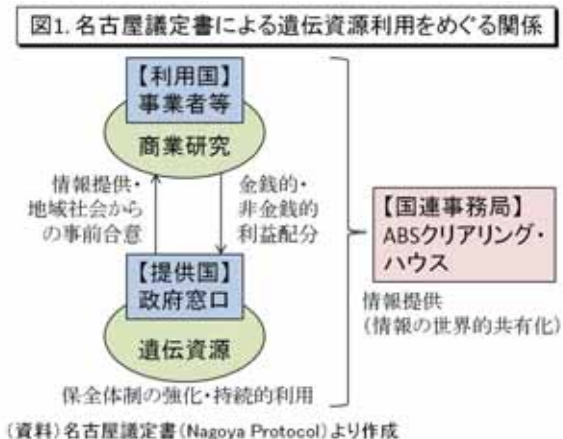 図1. 名古屋議定書による遺伝資源利用をめぐる関係
【利用国】
事業者等
商業研究
情報提供・
地域社会から
の事前合意
金銭的・
非金銭的
利益配分
【提供国】
政府窓口
遺伝資源
保全体制の強化・持続的利用
【国連事務局】
ABSクリアリング・
ハウス
情報提供
(情報の世界的共有化)
(資料)名古屋議定書(Nagoya Protocol)より作成